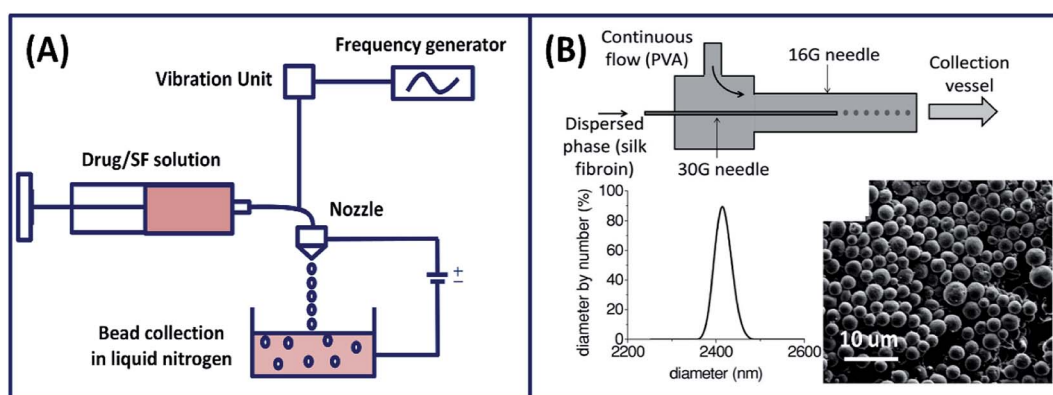 (A)
Frequency generator
Vibration Unit
Drug/SF solution
Nozzle
+
–
Bead collection
in liquid nitrogen
(B)
Continuous
flow (PVA)
16G needle
Collection
vessel
Dispersed
phase (silk
fibroin)
30G needle
diameter by number (%)
100
80
60
40
20
0
2200
2400
2600
diameter (nm)
10 um